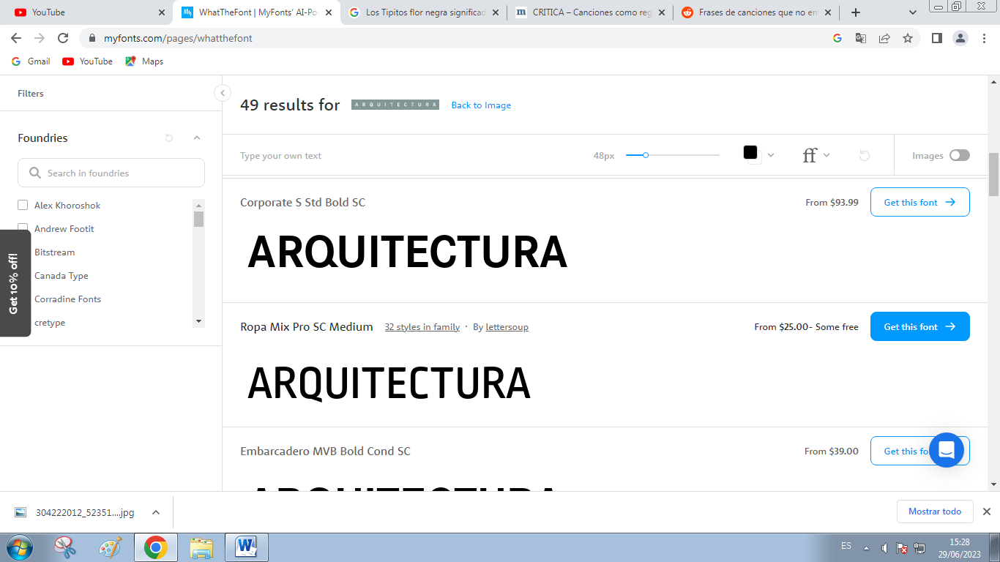 YouTube
WhatTheFont | MyFonts' AI-Po
Los Tipitos flor negra significad
CRITICA – Canciones como reg
Frases de canciones que no en
myfonts.com/pages/whatthefont
Gmail YouTube Maps
Filters
49 results for ARQUITECTURA Back to Image
Foundries
Type your own text 48px ff Images
Search in foundries
Alex Khoroshok
Andrew Footit
Bitstream
Canada Type
Corradine Fonts
cretype
Get 10% off!
Corporate S Std Bold SC From $93.99 Get this font
ARQUITECTURA
Ropa Mix Pro SC Medium 32 styles in family · By lettersoup From $25.00- Some free Get this font
ARQUITECTURA
Embarcadero MVB Bold Cond SC From $39.00 Get this fo
ARQUITECTURA
304222012_52351....jpg Mostrar todo
ES 15:28
29/06/2023